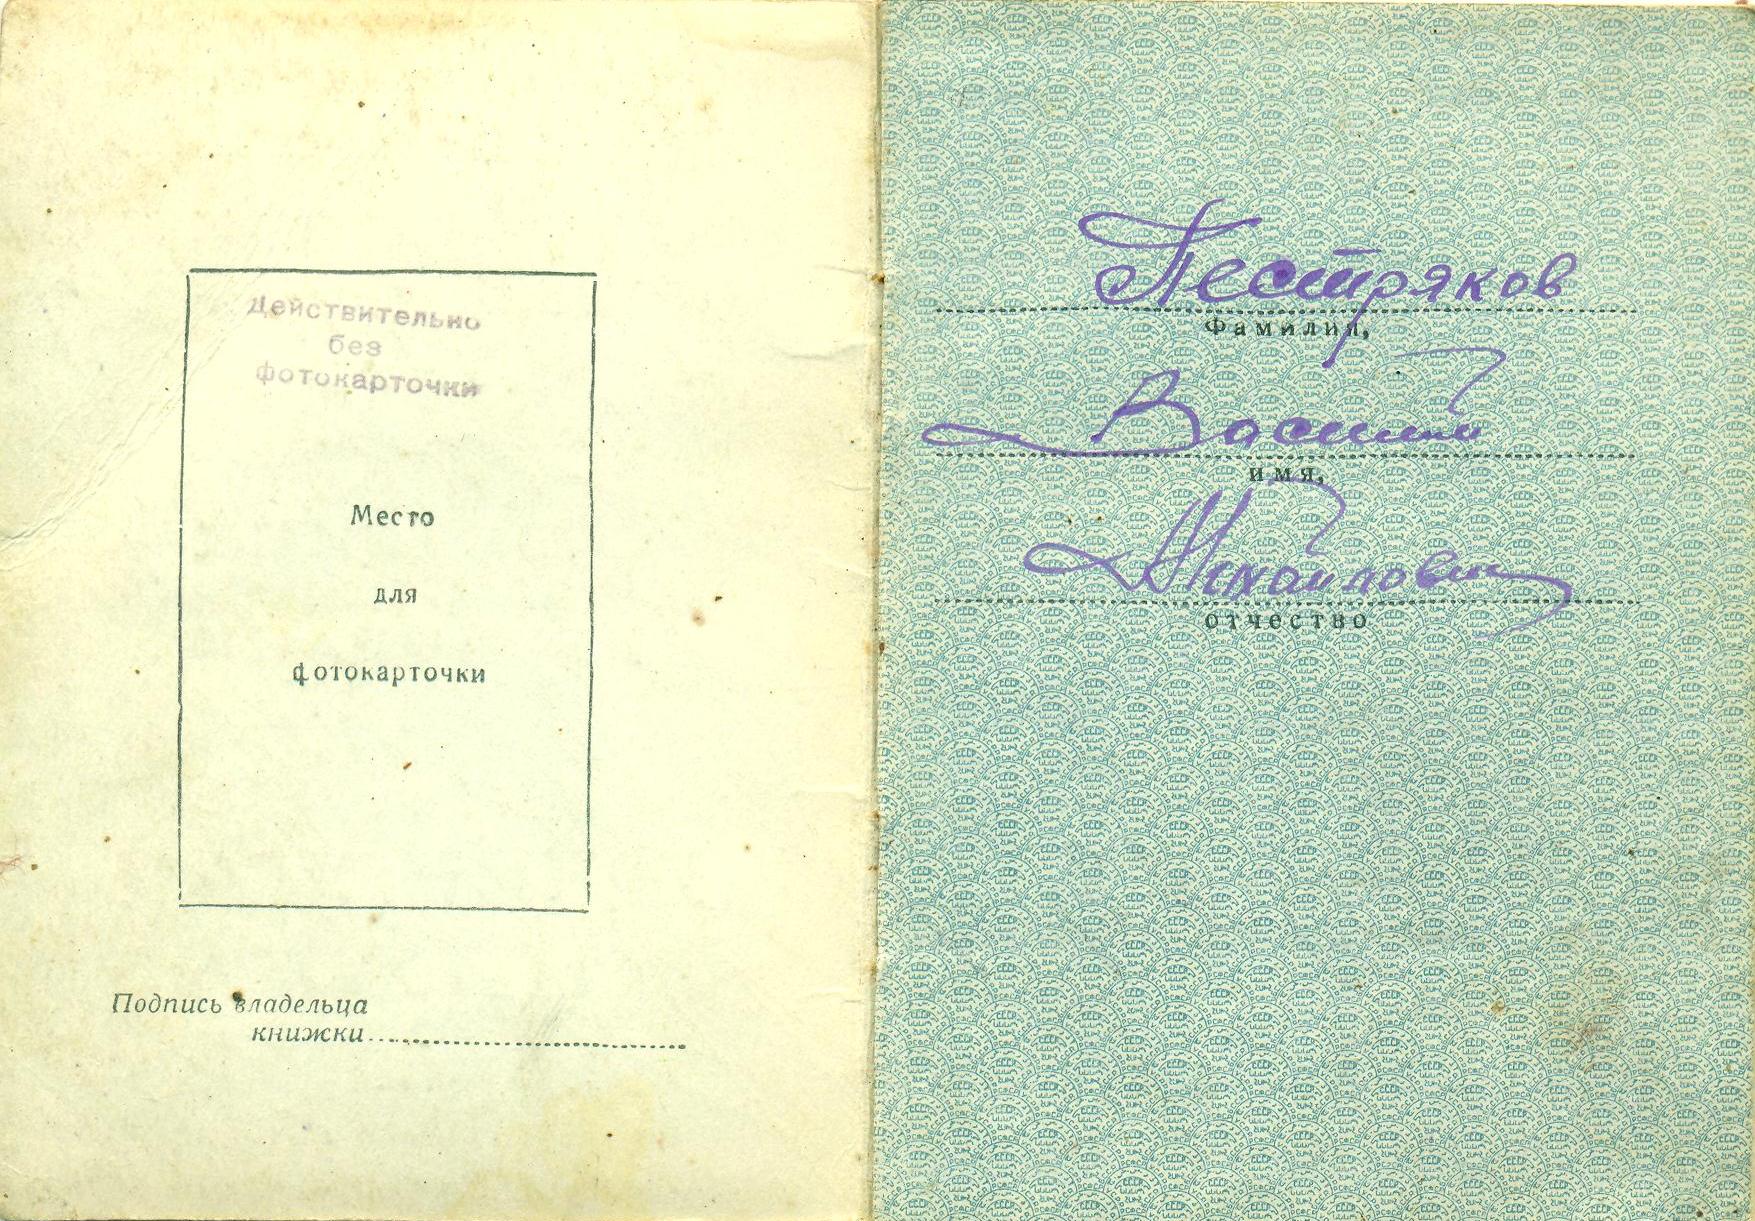 Действительно
без
фотокарточки
Место
для
фотокарточки
Подпись владельца
книжки
Пестряков
Фамилия,
Василий
имя,
Михайлович
отчество